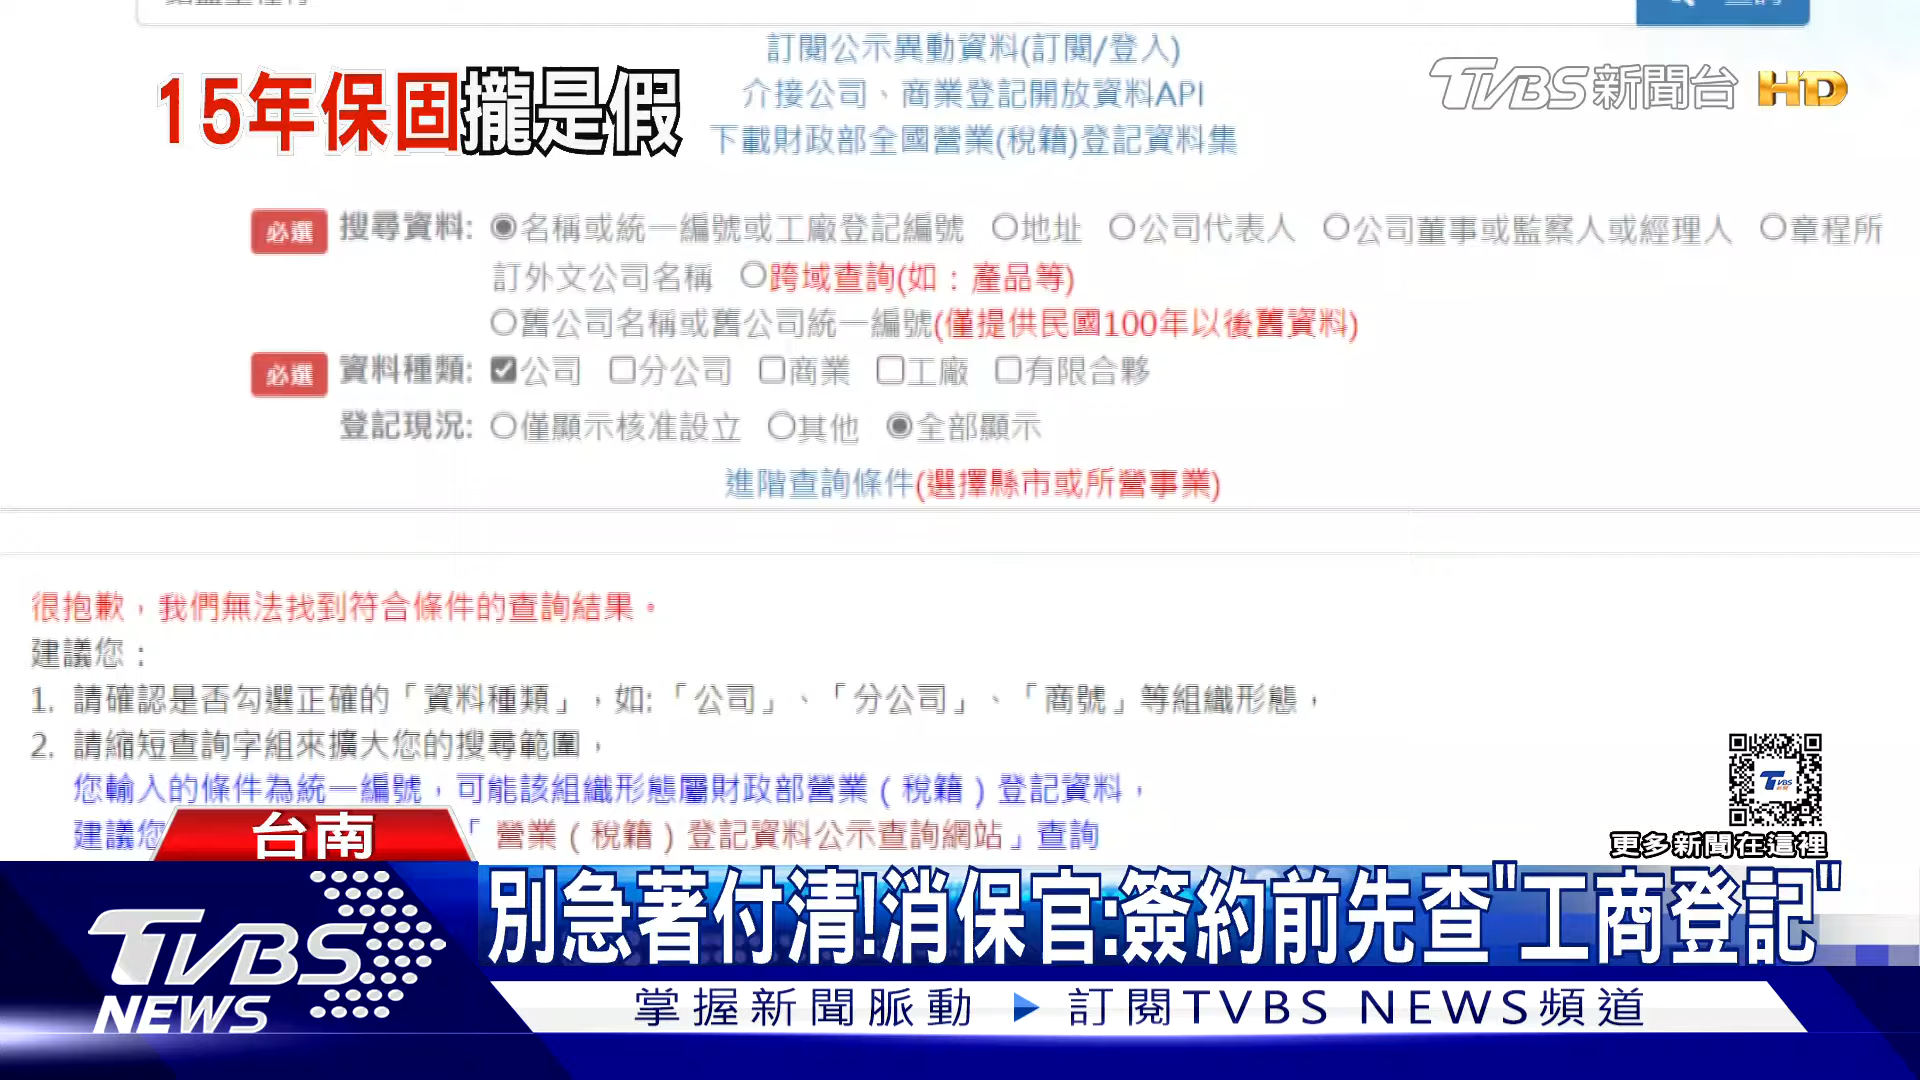 訂閱公示異動資料(訂閱/登入)
介接公司、商業登記開放資料API
下載財政部全國營業(稅籍)登記資料集
15年保固攏是假
TVBS新聞台 HD
必選 搜尋資料: 名稱或統一編號或工廠登記編號 地址 公司代表人 公司董事或監察人或經理人 章程所
訂外文公司名稱 跨域查詢(如：產品等)
舊公司名稱或舊公司統一編號(僅提供民國100年以後舊資料)
必選 資料種類: 公司 分公司 商業 工廠 有限合夥
登記現況: 僅顯示核准設立 其他 全部顯示
進階查詢條件(選擇縣市或所營事業)
很抱歉，我們無法找到符合條件的查詢結果。
建議您：
1. 請確認是否勾選正確的「資料種類」，如:「公司」、「分公司」、「商號」等組織形態，
2. 請縮短查詢字組來擴大您的搜尋範圍，
您輸入的條件為統一編號，可能該組織形態屬財政部營業（稅籍）登記資料，
建議您「營業（稅籍）登記資料公示查詢網站」查詢
TVBS
更多新聞在這裡
台南
別急著付清!消保官:簽約前先查"工商登記"
TVBS NEWS
掌握新聞脈動 ▶ 訂閱TVBS NEWS頻道